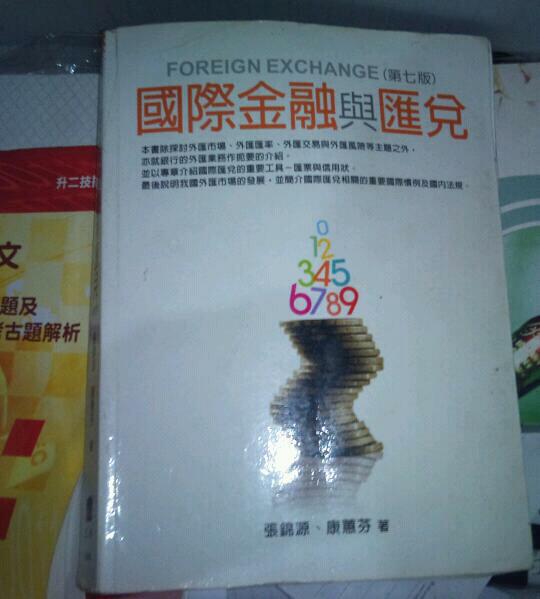 FOREIGN EXCHANGE(第七版)
國際金融與匯兌
本書除探討外匯市場、外匯匯率、外匯交易與外匯風險等主題之外，
亦就銀行的外匯業務作簡要的介紹。
並以專章介紹國際匯兌的重要工具－匯票與信用狀。
最後說明我國外匯市場的發展，並簡介國際匯兌相關的重要國際慣例及國內法規。
0
12
345
6789
張錦源、康蕙芬 著
升二技
文
題及
考古題解析